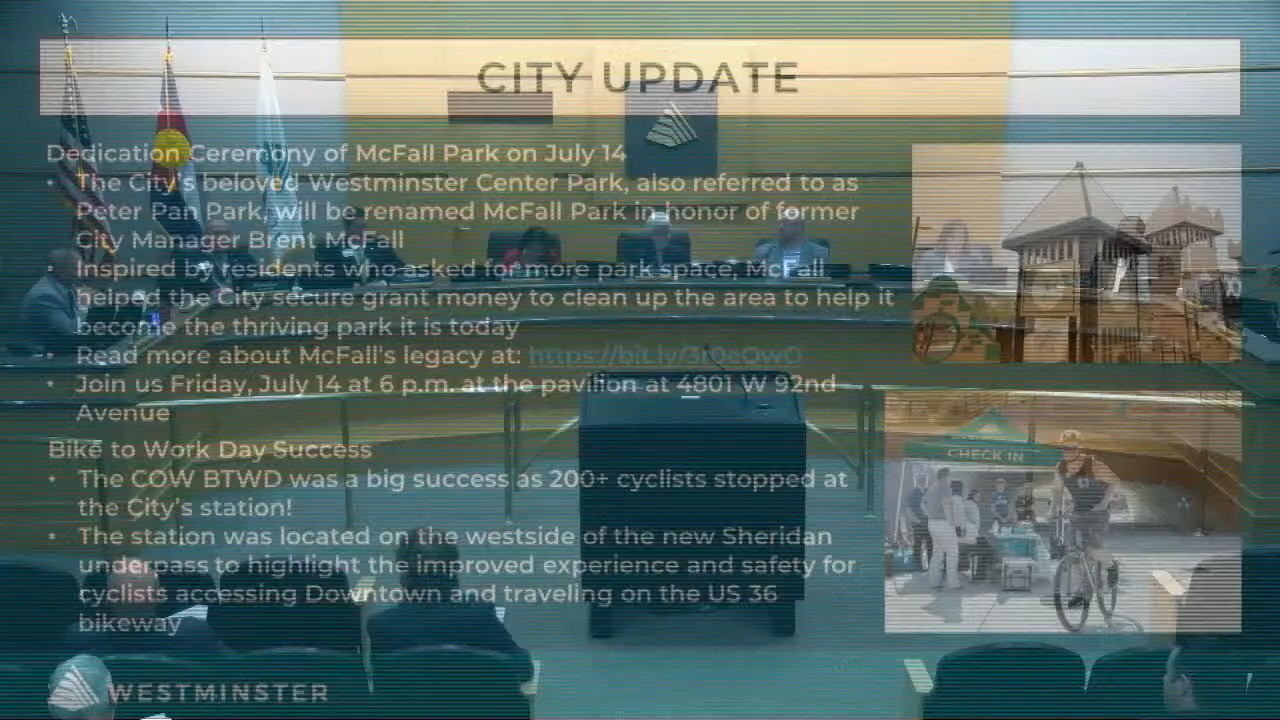 CITY UPDATE
Dedication Ceremony of McFall Park on July 14
• The City's beloved Westminster Center Park, also referred to as
Peter Pan Park, will be renamed McFall Park in honor of former
City Manager Brent McFall
• Inspired by residents who asked for more park space, McFall
helped the City secure grant money to clean up the area to help it
become the thriving park it is today
• Read more about McFall's legacy at:
• Join us Friday, July 14 at 6 p.m. at the pavilion at 4801 W 92nd
Avenue
Bike to Work Day Success
• The COW BTWD was a big success as 200+ cyclists stopped at
the City's station!
• The station was located on the westside of the new Sheridan
underpass to highlight the improved experience and safety for
cyclists accessing Downtown and traveling on the US 36
bikeway
CHECK IN
WESTMINSTER